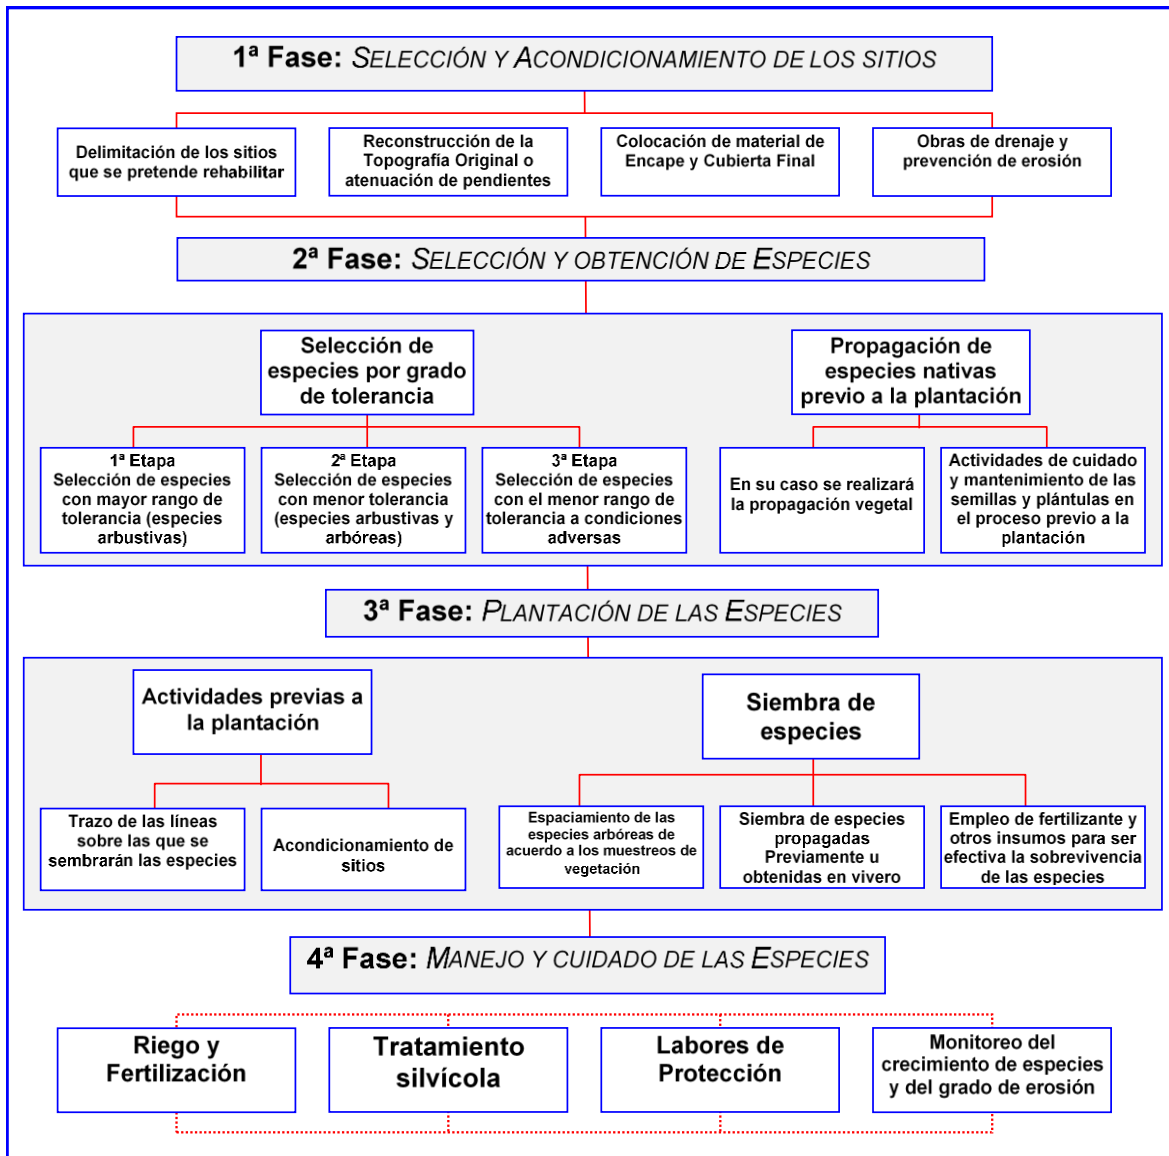 1ª Fase: SELECCIÓN Y ACONDICIONAMIENTO DE LOS SITIOS
Delimitación de los sitios
que se pretende rehabilitar
Reconstrucción de la
Topografía Original o
atenuación de pendientes
Colocación de material de
Encape y Cubierta Final
Obras de drenaje y
prevención de erosión
2ª Fase: SELECCIÓN Y OBTENCIÓN DE ESPECIES
Selección de
especies por grado
de tolerancia
Propagación de
especies nativas
previo a la plantación
1ª Etapa
Selección de especies
con mayor rango de
tolerancia (especies
arbustivas)
2ª Etapa
Selección de especies
con menor tolerancia
(especies arbustivas y
arbóreas)
3ª Etapa
Selección de especies
con el menor rango de
tolerancia a condiciones
adversas
En su caso se realizará
la propagación vegetal
Actividades de cuidado
y mantenimiento de las
semillas y plántulas en
el proceso previo a la
plantación
3ª Fase: PLANTACIÓN DE LAS ESPECIES
Actividades previas a
la plantación
Siembra de
especies
Trazo de las líneas
sobre las que se
sembrarán las especies
Acondicionamiento de
sitios
Espaciamiento de las
especies arbóreas de
acuerdo a los muestreos de
vegetación
Siembra de especies
propagadas
Previamente u
obtenidas en vivero
Empleo de fertilizante y
otros insumos para ser
efectiva la sobrevivencia
de las especies
4ª Fase: MANEJO Y CUIDADO DE LAS ESPECIES
Riego y
Fertilización
Tratamiento
silvícola
Labores de
Protección
Monitoreo del
crecimiento de especies
y del grado de erosión